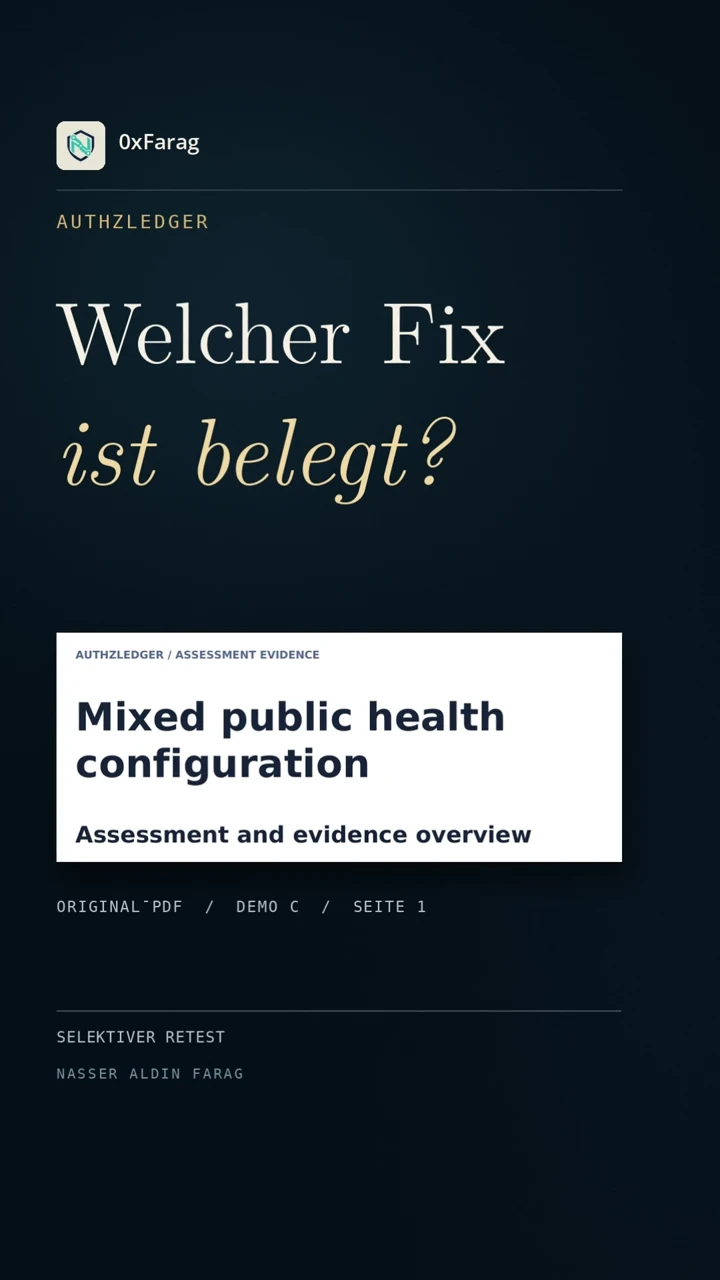 0xFarag
AUTHZLEDGER
Welcher Fix
ist belegt?
AUTHZLEDGER / ASSESSMENT EVIDENCE
Mixed public health
configuration
Assessment and evidence overview
ORIGINAL-PDF / DEMO C / SEITE 1
SELEKTIVER RETEST
NASSER ALDIN FARAG